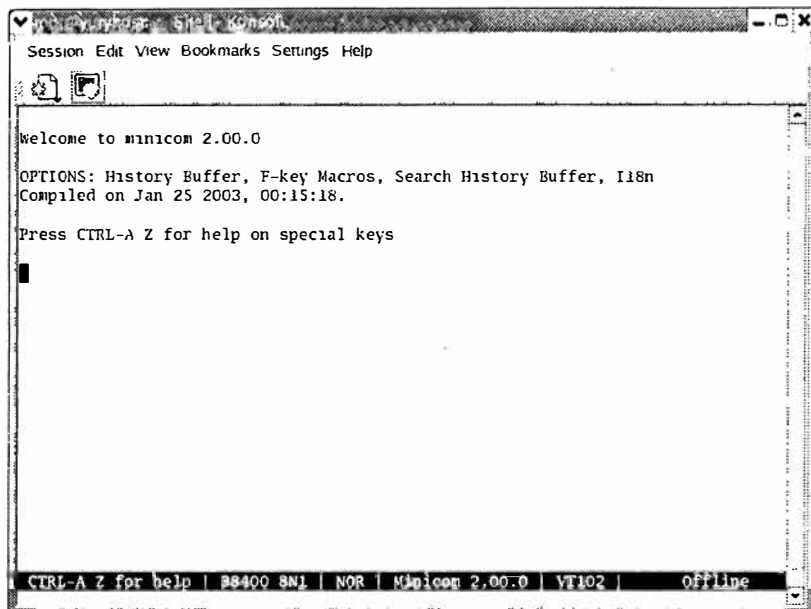 Session Edit View Bookmarks Settings Help
Welcome to minicom 2.00.0
OPTIONS: History Buffer, F-key Macros, Search History Buffer, I18n
Compiled on Jan 25 2003, 00:15:18.
Press CTRL-A Z for help on special keys
CTRL-A Z for help | 38400 8N1 | NOR | Minicom 2.00.0 | VT102 | Offline